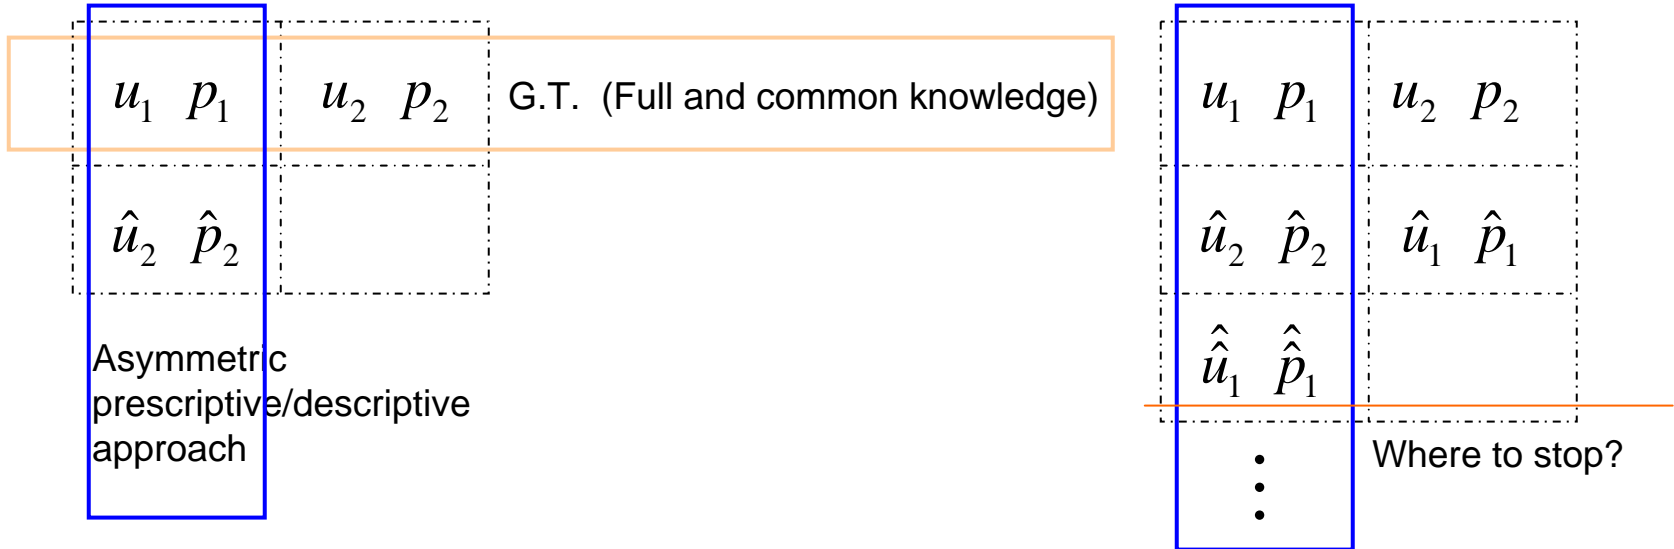 u₁ p₁ u₂ p₂ G.T. (Full and common knowledge)
û₂ p̂₂
Asymmetric
prescriptive/descriptive
approach
u₁ p₁ u₂ p₂
û₂ p̂₂ û₁ p̂₁
û̂₁ p̂̂₁
⋮
Where to stop?